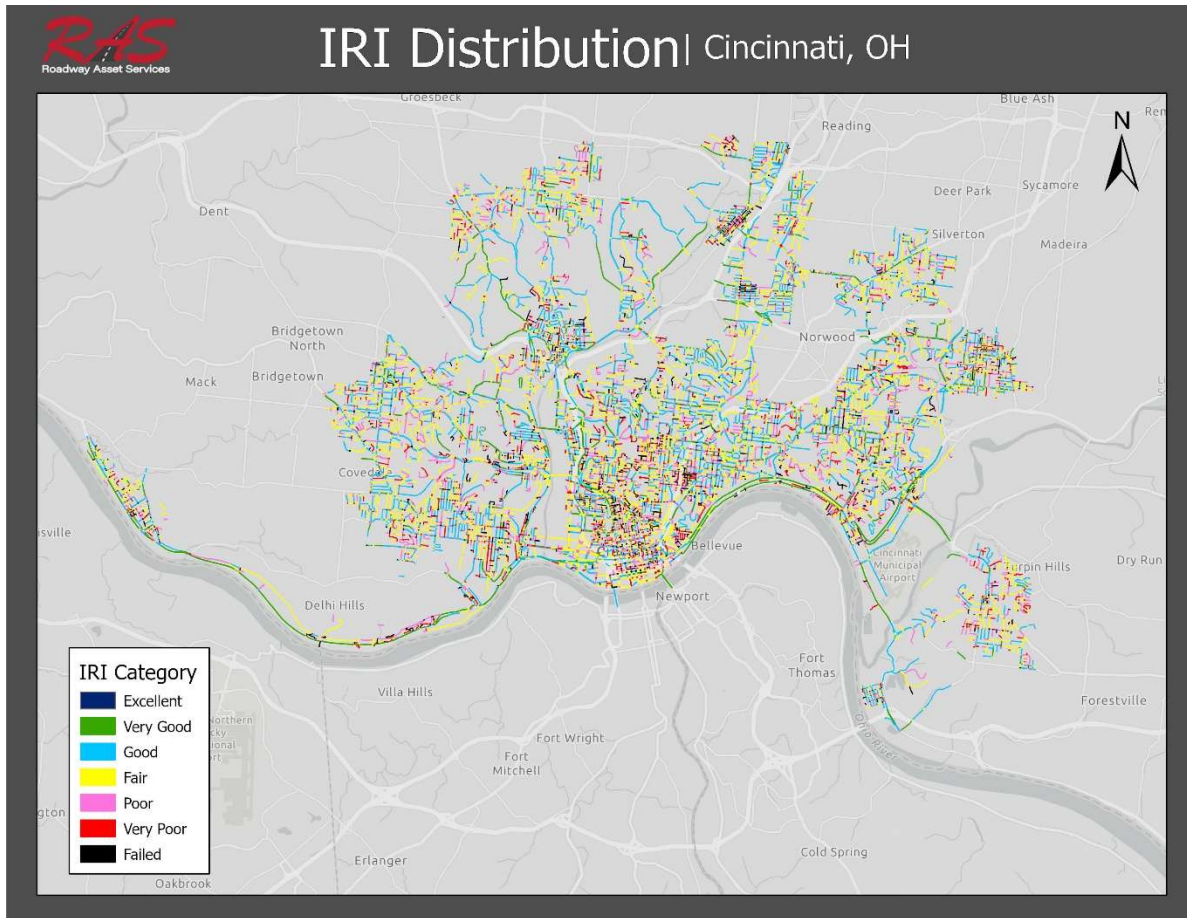 RAS
Roadway Asset Services
IRI Distribution| Cincinnati, OH
Groesbeck
Blue Ash
Reading
N
Deer Park
Sycamore
Dent
Silverton
Madeira
Bridgetown
North
Norwood
Mack
Bridgetown
Covedale
Bellevue
Cincinnati
Municipal
Airport
Dry Run
Delhi Hills
Newport
Fort
Thomas
IRI Category
Excellent
Very Good
Good
Fair
Poor
Very Poor
Failed
Villa Hills
Forestville
Northern
Fort Wright
Ohio River
Fort
Mitchell
Erlanger
Cold Spring
Oakbrook